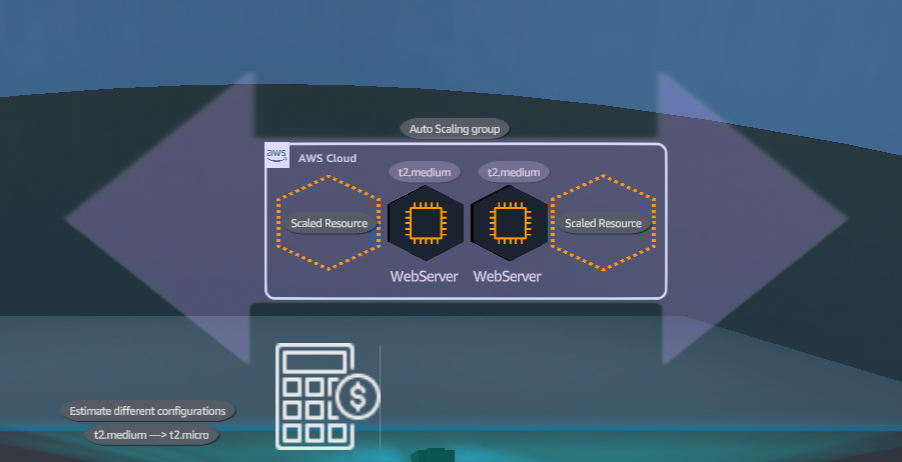 Auto Scaling group
aws
AWS Cloud
t2.medium
t2.medium
Scaled Resource
Scaled Resource
WebServer
WebServer
$
Estimate different configurations
t2.medium —> t2.micro